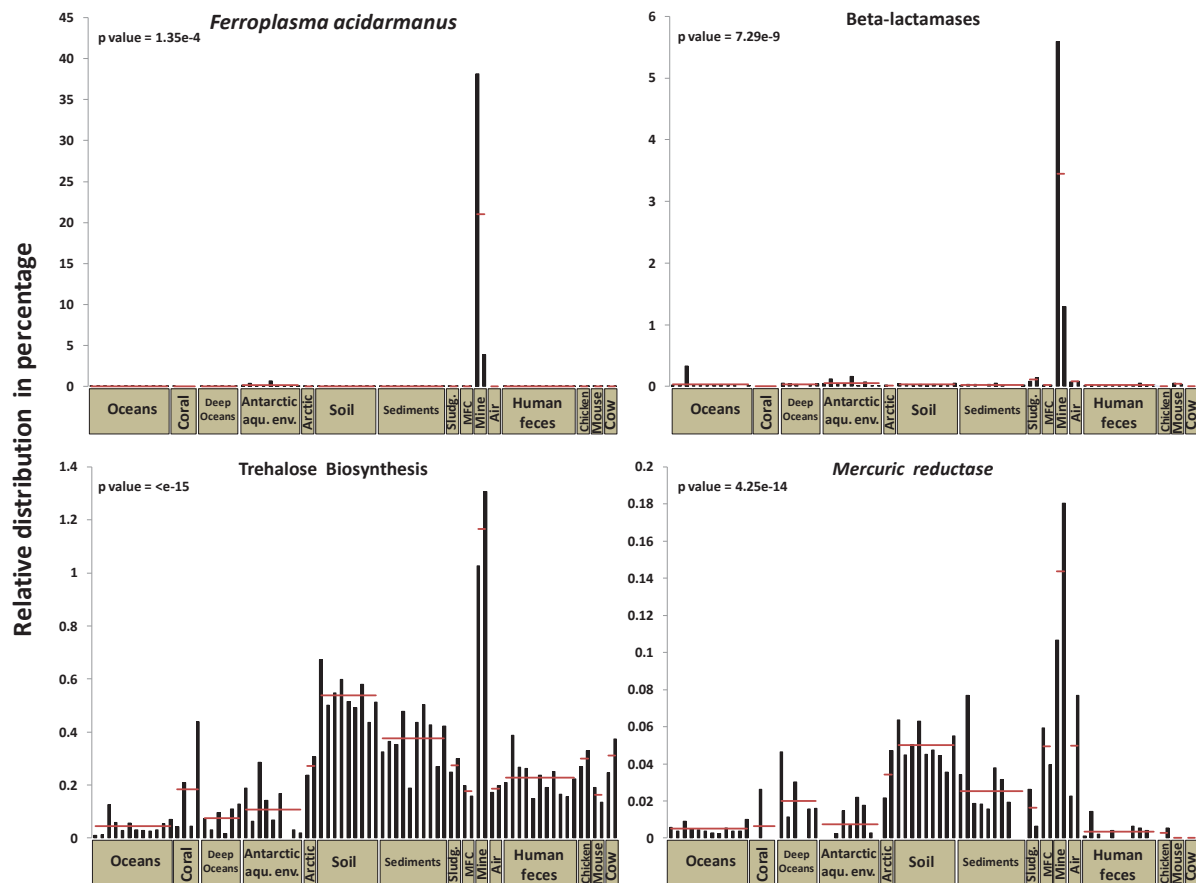 Relative distribution in percentage
Ferroplasma acidarmanus
p value = 1.35e-4
45
40
35
30
25
20
15
10
5
0
Oceans
Coral
Deep
Oceans
Antarctic
aqu. env.
Arctic
Soil
Sediments
Sludg.
MFC
Mine
Air
Human
feces
Chicken
Mouse
Cow
Beta-lactamases
p value = 7.29e-9
6
5
4
3
2
1
0
Oceans
Coral
Deep
Oceans
Antarctic
aqu. env.
Arctic
Soil
Sediments
Sludg.
MFC
Mine
Air
Human
feces
Chicken
Mouse
Cow
Trehalose Biosynthesis
p value = <e-15
1.4
1.2
1
0.8
0.6
0.4
0.2
0
Oceans
Coral
Deep
Oceans
Antarctic
aqu. env.
Arctic
Soil
Sediments
Sludg.
MFC
Mine
Air
Human
feces
Chicken
Mouse
Cow
Mercuric reductase
p value = 4.25e-14
0.2
0.18
0.16
0.14
0.12
0.1
0.08
0.06
0.04
0.02
0
Oceans
Coral
Deep
Oceans
Antarctic
aqu. env.
Arctic
Soil
Sediments
Sludg.
MFC
Mine
Air
Human
feces
Chicken
Mouse
Cow